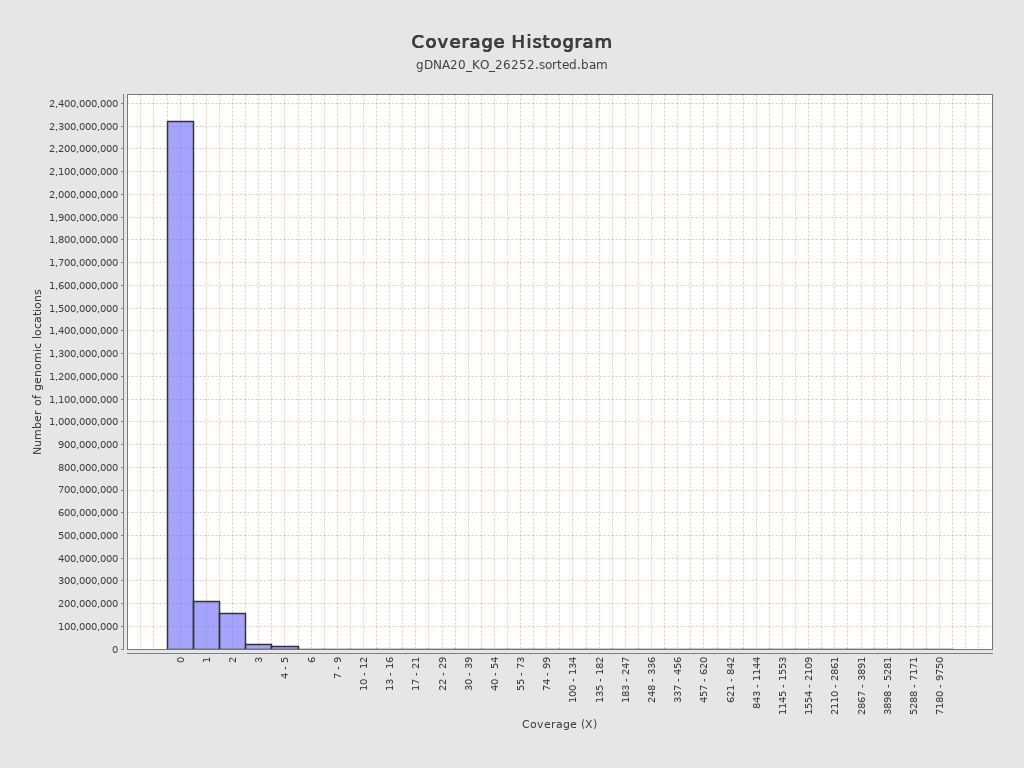 Coverage Histogram
gDNA20_KO_26252.sorted.bam
Number of genomic locations
2,400,000,000
2,300,000,000
2,200,000,000
2,100,000,000
2,000,000,000
1,900,000,000
1,800,000,000
1,700,000,000
1,600,000,000
1,500,000,000
1,400,000,000
1,300,000,000
1,200,000,000
1,100,000,000
1,000,000,000
900,000,000
800,000,000
700,000,000
600,000,000
500,000,000
400,000,000
300,000,000
200,000,000
100,000,000
0
0
1
2
3
4 - 5
6
7 - 9
10 - 12
13 - 16
17 - 21
22 - 29
30 - 39
40 - 54
55 - 73
74 - 99
100 - 134
135 - 182
183 - 247
248 - 336
337 - 456
457 - 620
621 - 842
843 - 1144
1145 - 1553
1554 - 2109
2110 - 2861
2867 - 3891
3898 - 5281
5288 - 7171
7180 - 9750
Coverage (X)